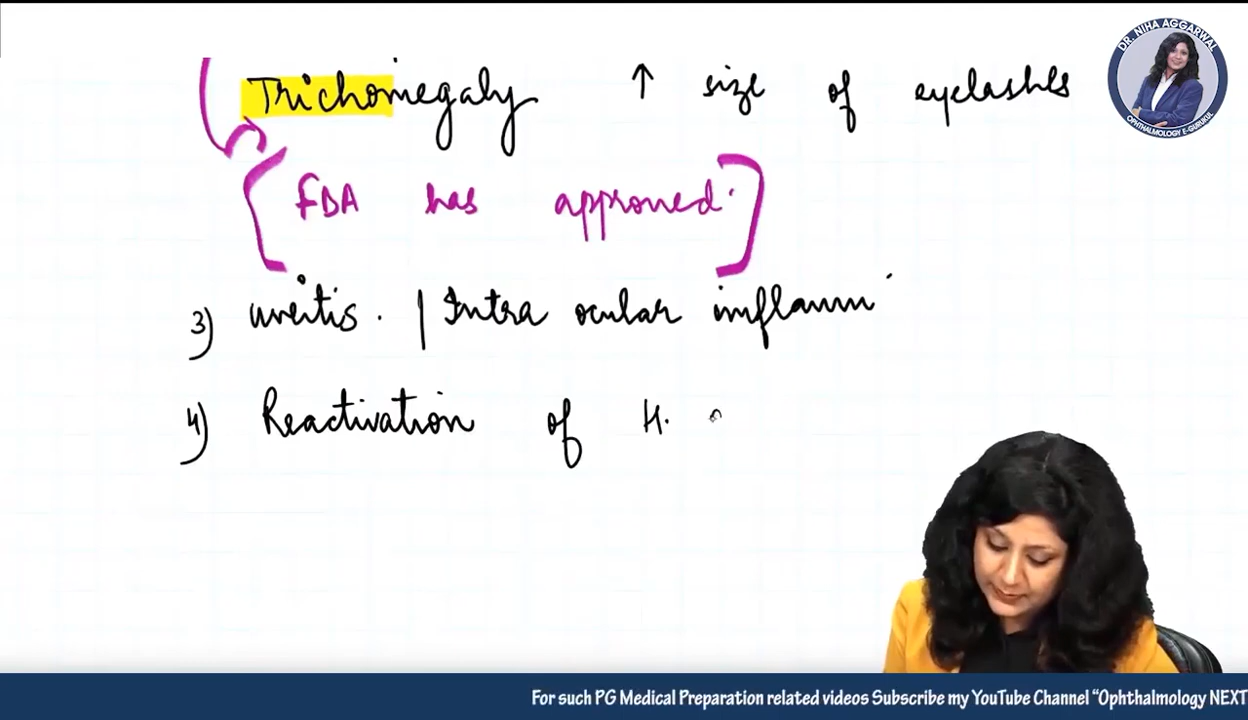 DR. NIHA AGGARWAL
OPHTHALMOLOGY E-GURUKUL
Trichomegaly ↑ size of eyelashes
[FDA has approved.]
3) uveitis. | Intra ocular inflamm
4) Reactivation of H.
For such PG Medical Preparation related videos Subscribe my YouTube Channel “Ophthalmology NEXT